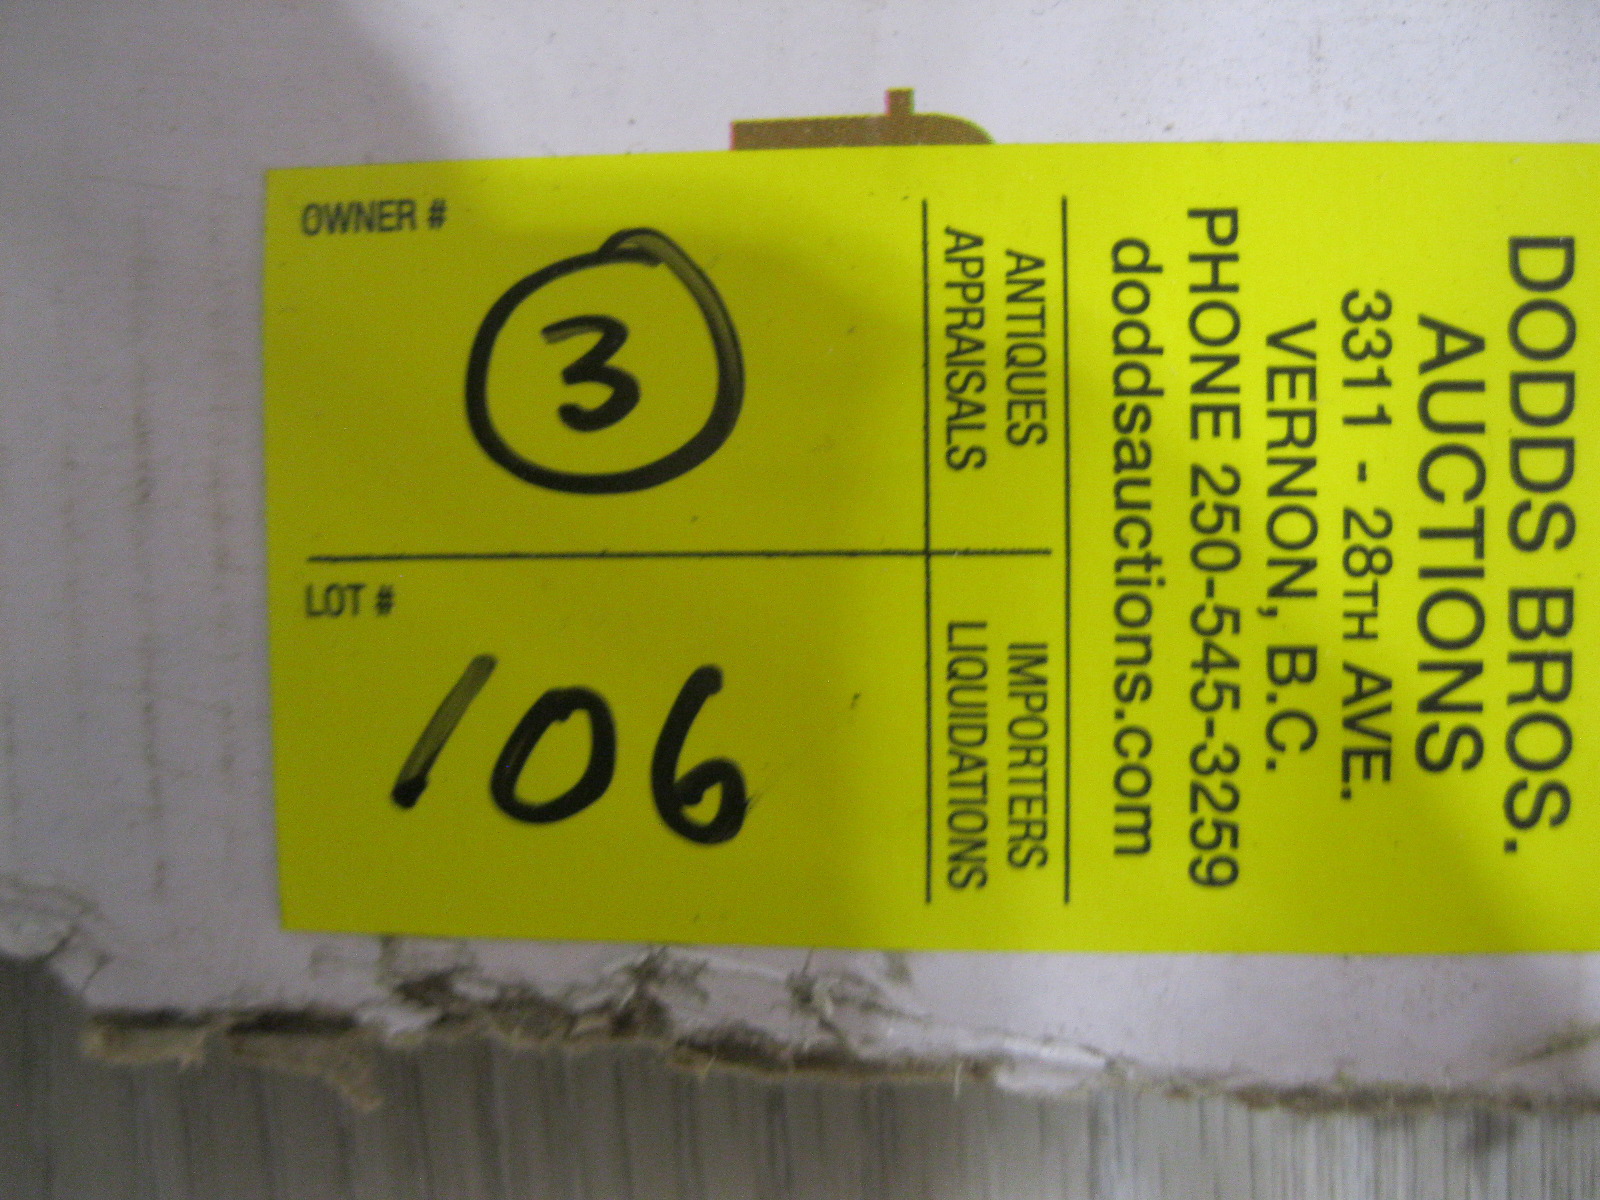 DODDS BROS.
AUCTIONS
3311 - 28TH AVE.
VERNON, B.C.
PHONE 250-545-3259
doddsauctions.com
ANTIQUES
APPRAISALS
IMPORTERS
LIQUIDATIONS
OWNER #
3
LOT #
106